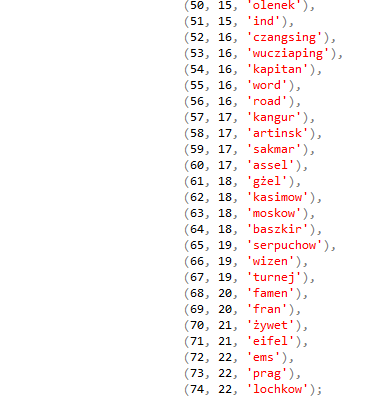 (50, 15, 'olenek'),
(51, 15, 'ind'),
(52, 16, 'czangsing'),
(53, 16, 'wucziaping'),
(54, 16, 'kapitan'),
(55, 16, 'word'),
(56, 16, 'road'),
(57, 17, 'kangur'),
(58, 17, 'artinsk'),
(59, 17, 'sakmar'),
(60, 17, 'assel'),
(61, 18, 'gżel'),
(62, 18, 'kasimow'),
(63, 18, 'moskow'),
(64, 18, 'baszkir'),
(65, 19, 'serpuchow'),
(66, 19, 'wizen'),
(67, 19, 'turnej'),
(68, 20, 'famen'),
(69, 20, 'fran'),
(70, 21, 'żywet'),
(71, 21, 'eifel'),
(72, 22, 'ems'),
(73, 22, 'prag'),
(74, 22, 'lochkow');